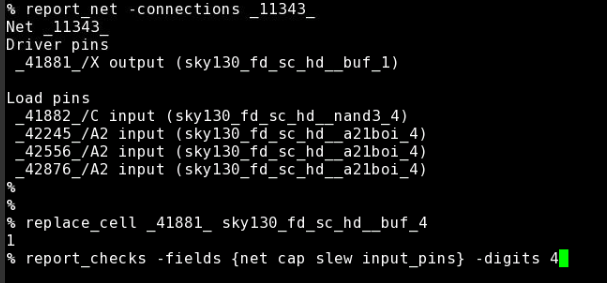 % report_net -connections _11343_
Net _11343_
Driver pins
 _41881_/X output (sky130_fd_sc_hd__buf_1)

Load pins
 _41882_/C input (sky130_fd_sc_hd__nand3_4)
 _42245_/A2 input (sky130_fd_sc_hd__a21boi_4)
 _42556_/A2 input (sky130_fd_sc_hd__a21boi_4)
 _42876_/A2 input (sky130_fd_sc_hd__a21boi_4)
%
%
% replace_cell _41881_ sky130_fd_sc_hd__buf_4
1
% report_checks -fields {net cap slew input_pins} -digits 4